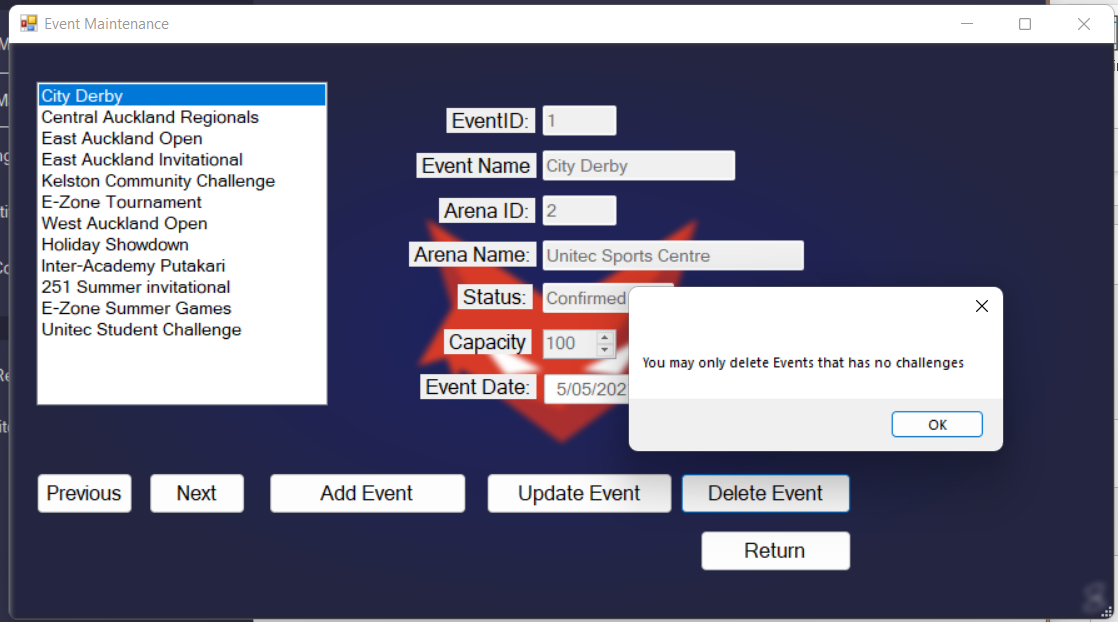 Event Maintenance
City Derby
Central Auckland Regionals
East Auckland Open
East Auckland Invitational
Kelston Community Challenge
E-Zone Tournament
West Auckland Open
Holiday Showdown
Inter-Academy Putakari
251 Summer invitational
E-Zone Summer Games
Unitec Student Challenge
EventID: 1
Event Name City Derby
Arena ID: 2
Arena Name: Unitec Sports Centre
Status: Confirmed
Capacity 100
Event Date: 5/05/202
You may only delete Events that has no challenges
OK
Previous Next Add Event Update Event Delete Event
Return